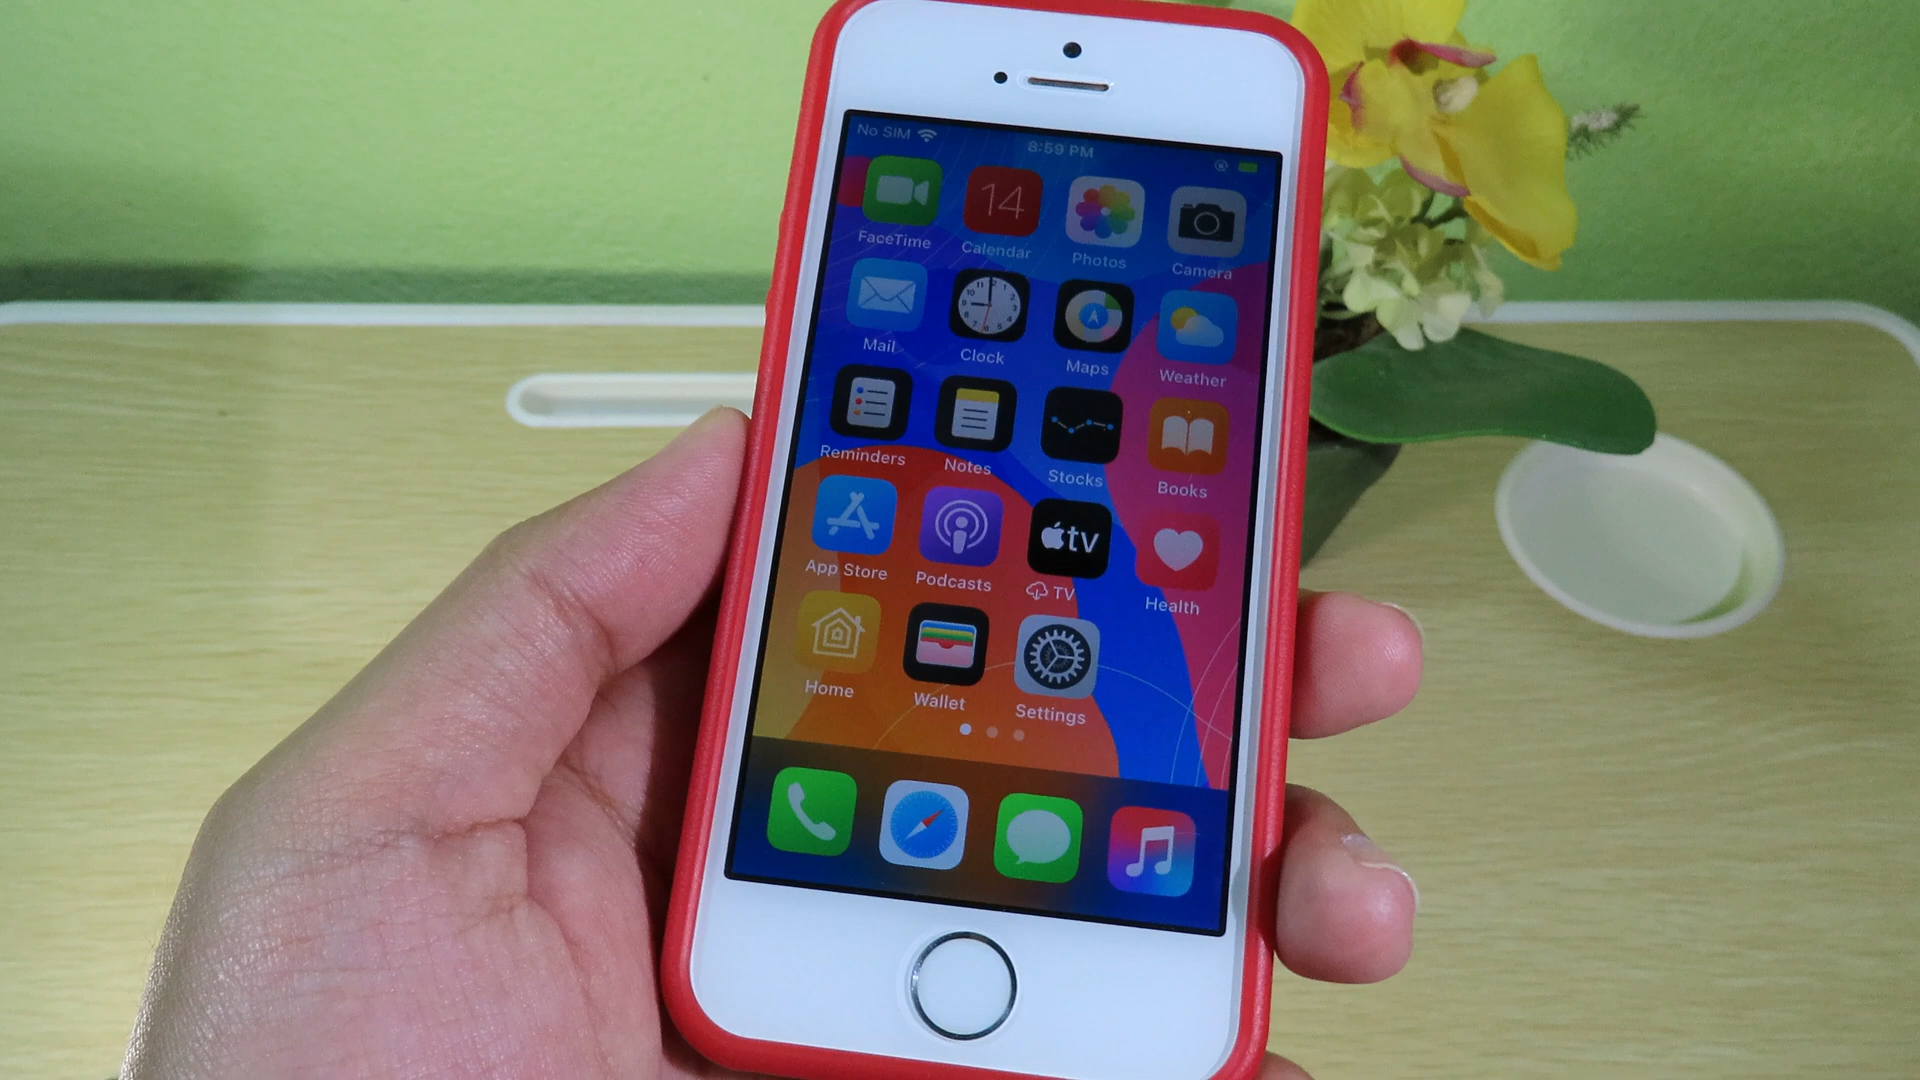 No SIM
8:59 PM
FaceTime
14
Calendar
Photos
Camera
Mail
Clock
Maps
Weather
Reminders
Notes
Stocks
Books
App Store
Podcasts
tv
TV
Health
Home
Wallet
Settings